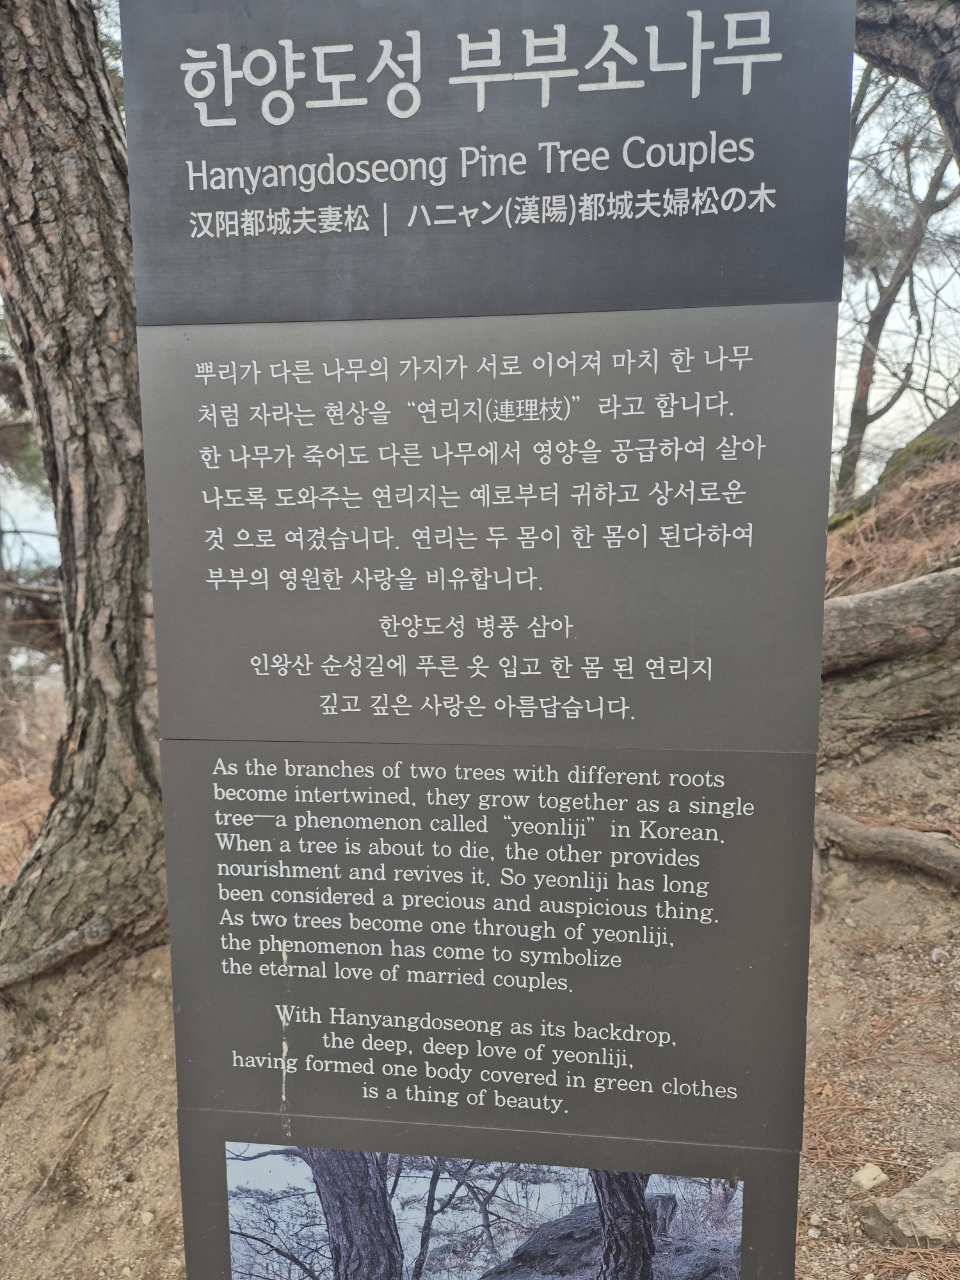 한양도성 부부소나무
Hanyangdoseong Pine Tree Couples
汉阳都城夫妻松 | ハニャン(漢陽)都城夫婦松の木
뿌리가 다른 나무의 가지가 서로 이어져 마치 한 나무
처럼 자라는 현상을 “연리지(連理枝)” 라고 합니다.
한 나무가 죽어도 다른 나무에서 영양을 공급하여 살아
나도록 도와주는 연리지는 예로부터 귀하고 상서로운
것 으로 여겼습니다. 연리는 두 몸이 한 몸이 된다하여
부부의 영원한 사랑을 비유합니다.
한양도성 병풍 삼아
인왕산 순성길에 푸른 옷 입고 한 몸 된 연리지
깊고 깊은 사랑은 아름답습니다.
As the branches of two trees with different roots
become intertwined, they grow together as a single
tree—a phenomenon called “yeonliji” in Korean.
When a tree is about to die, the other provides
nourishment and revives it. So yeonliji has long
been considered a precious and auspicious thing.
As two trees become one through of yeonliji,
the phenomenon has come to symbolize
the eternal love of married couples.
With Hanyangdoseong as its backdrop,
the deep, deep love of yeonliji,
having formed one body covered in green clothes
is a thing of beauty.